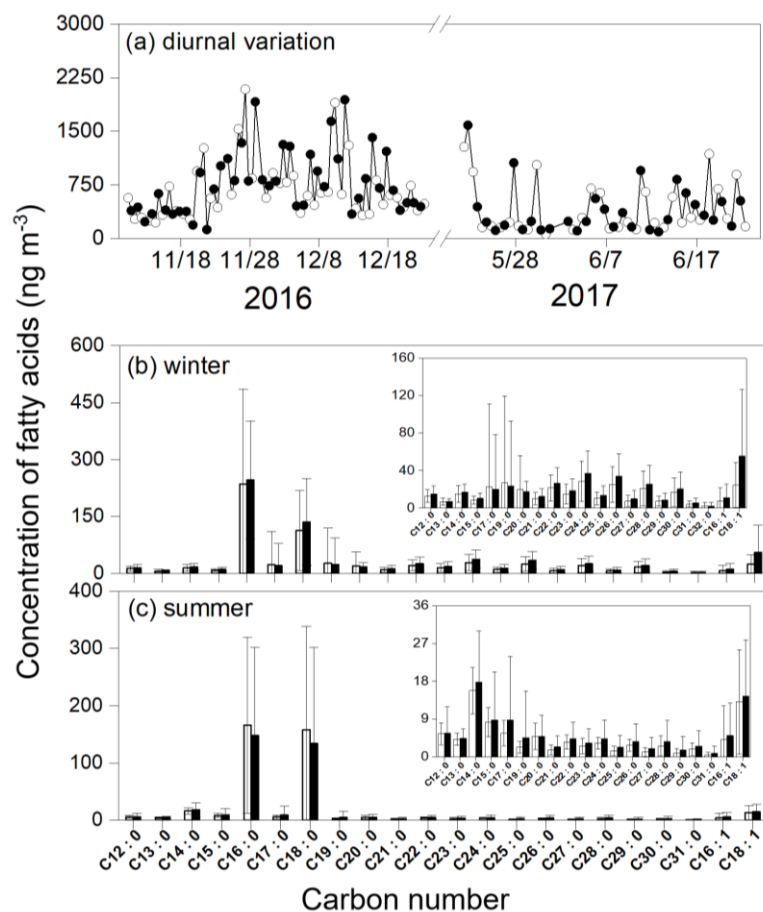 Concentration of fatty acids (ng m⁻³)
(a) diurnal variation
3000
2250
1500
750
0
11/18 11/28 12/8 12/18 5/28 6/7 6/17
2016 2017
(b) winter
600
450
300
150
0
160
120
80
40
0
C12:0 C13:0 C14:0 C15:0 C17:0 C19:0 C20:0 C21:0 C22:0 C23:0 C24:0 C25:0 C26:0 C27:0 C28:0 C29:0 C30:0 C31:0 C32:0 C16:1 C18:1
(c) summer
400
300
200
100
0
36
27
18
9
0
C12:0 C13:0 C14:0 C15:0 C17:0 C19:0 C20:0 C21:0 C22:0 C23:0 C24:0 C25:0 C26:0 C27:0 C28:0 C29:0 C30:0 C31:0 C16:1 C18:1
C12:0 C13:0 C14:0 C15:0 C16:0 C17:0 C18:0 C19:0 C20:0 C21:0 C22:0 C23:0 C24:0 C25:0 C26:0 C27:0 C28:0 C29:0 C30:0 C31:0 C16:1 C18:1
Carbon number